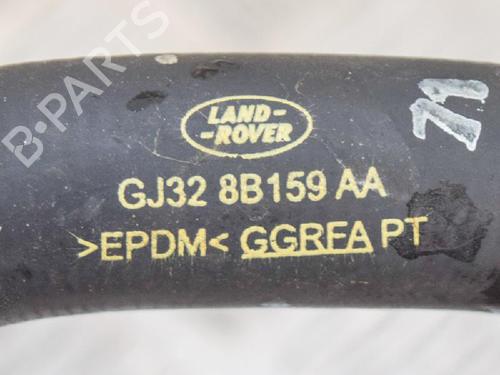 B-PARTS
LAND-
-ROVER
GJ32 8B159 AA
>EPDM< GGRFA PT